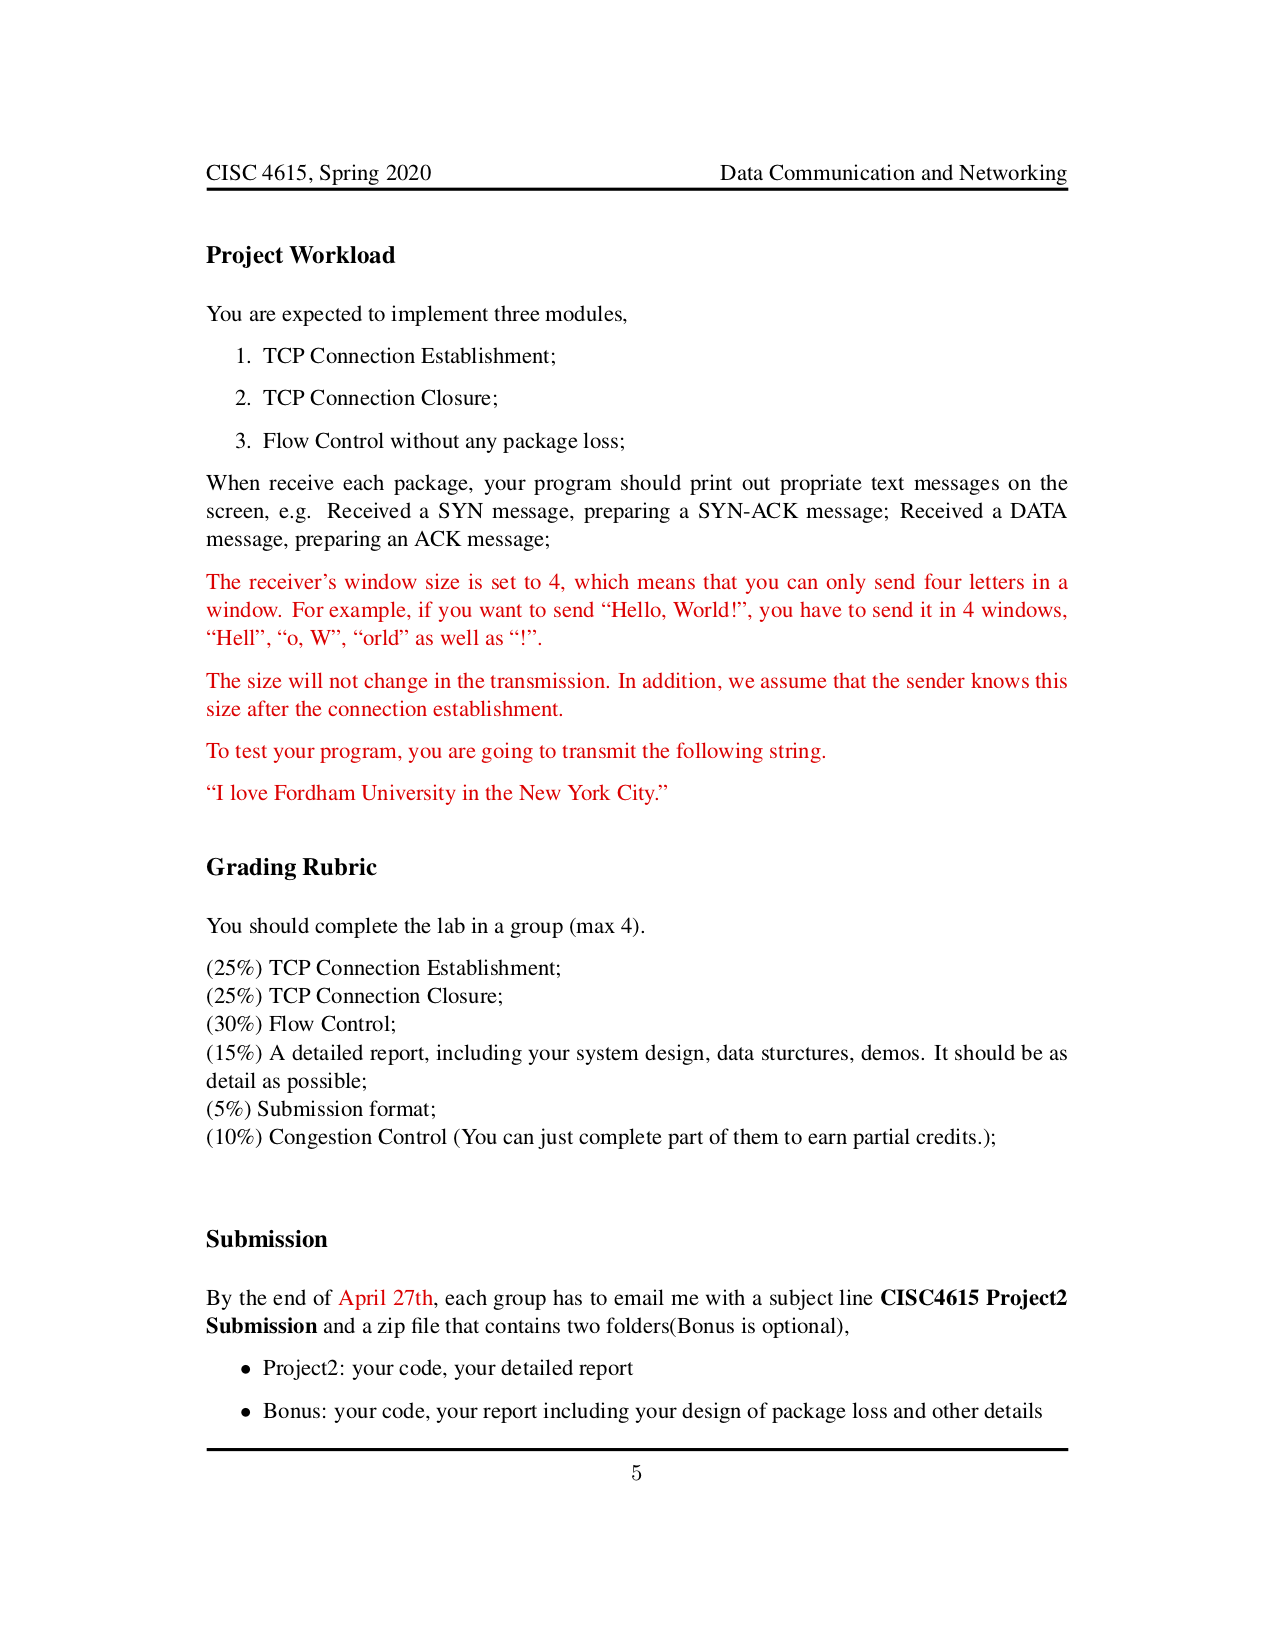 CISC 4615, Spring 2020 Data Communication and Networking
Project Workload
You are expected to implement three modules,
1. TCP Connection Establishment;
2. TCP Connection Closure;
3. Flow Control without any package loss;
When receive each package, your program should print out propriate text messages on the
screen, e.g. Received a SYN message, preparing a SYN-ACK message; Received a DATA
message, preparing an ACK message;
The receiver's window size is set to 4, which means that you can only send four letters in a
window. For example, if you want to send “Hello, World!”, you have to send it in 4 windows,
“Hell”, “o, W”, “orld” as well as “!”.
The size will not change in the transmission. In addition, we assume that the sender knows this
size after the connection establishment.
To test your program, you are going to transmit the following string.
“I love Fordham University in the New York City.”
Grading Rubric
You should complete the lab in a group (max 4).
(25%) TCP Connection Establishment;
(25%) TCP Connection Closure;
(30%) Flow Control;
(15%) A detailed report, including your system design, data sturctures, demos. It should be as
detail as possible;
(5%) Submission format;
(10%) Congestion Control (You can just complete part of them to earn partial credits.);
Submission
By the end of April 27th, each group has to email me with a subject line CISC4615 Project2
Submission and a zip file that contains two folders(Bonus is optional),
• Project2: your code, your detailed report
• Bonus: your code, your report including your design of package loss and other details
5